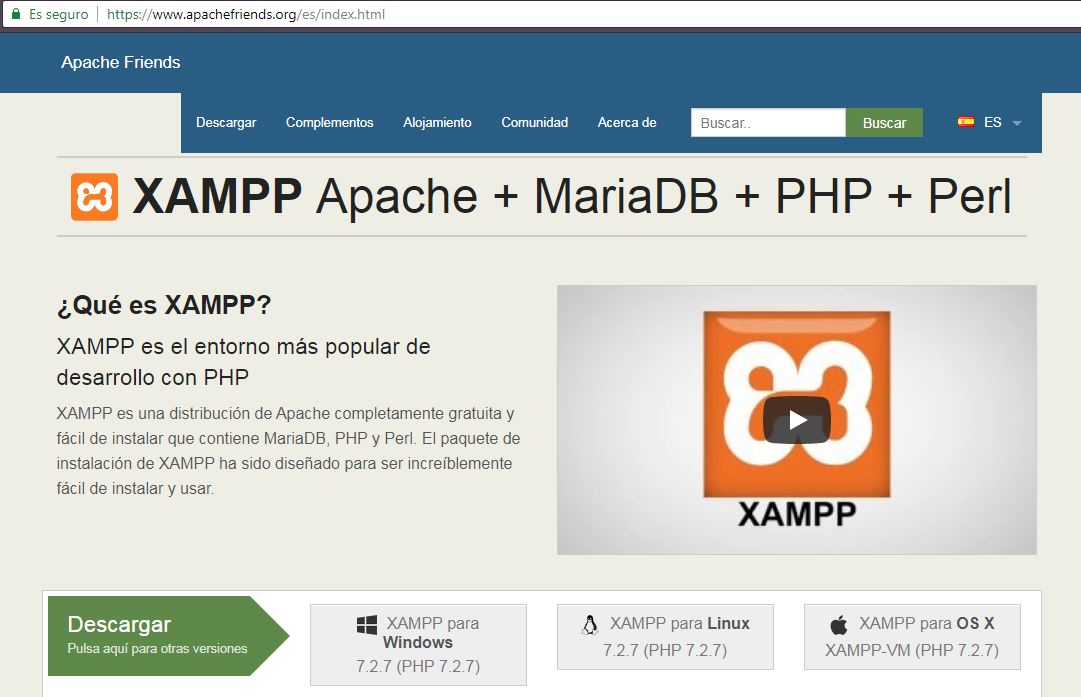 Es seguro
https://www.apachefriends.org/es/index.html
Apache Friends
Descargar Complementos Alojamiento Comunidad Acerca de Buscar.. Buscar ES
XAMPP Apache + MariaDB + PHP + Perl
¿Qué es XAMPP?
XAMPP es el entorno más popular de
desarrollo con PHP
XAMPP es una distribución de Apache completamente gratuita y
fácil de instalar que contiene MariaDB, PHP y Perl. El paquete de
instalación de XAMPP ha sido diseñado para ser increíblemente
fácil de instalar y usar.
XAMPP
Descargar
Pulsa aquí para otras versiones
XAMPP para
Windows
7.2.7 (PHP 7.2.7)
XAMPP para Linux
7.2.7 (PHP 7.2.7)
XAMPP para OS X
XAMPP-VM (PHP 7.2.7)